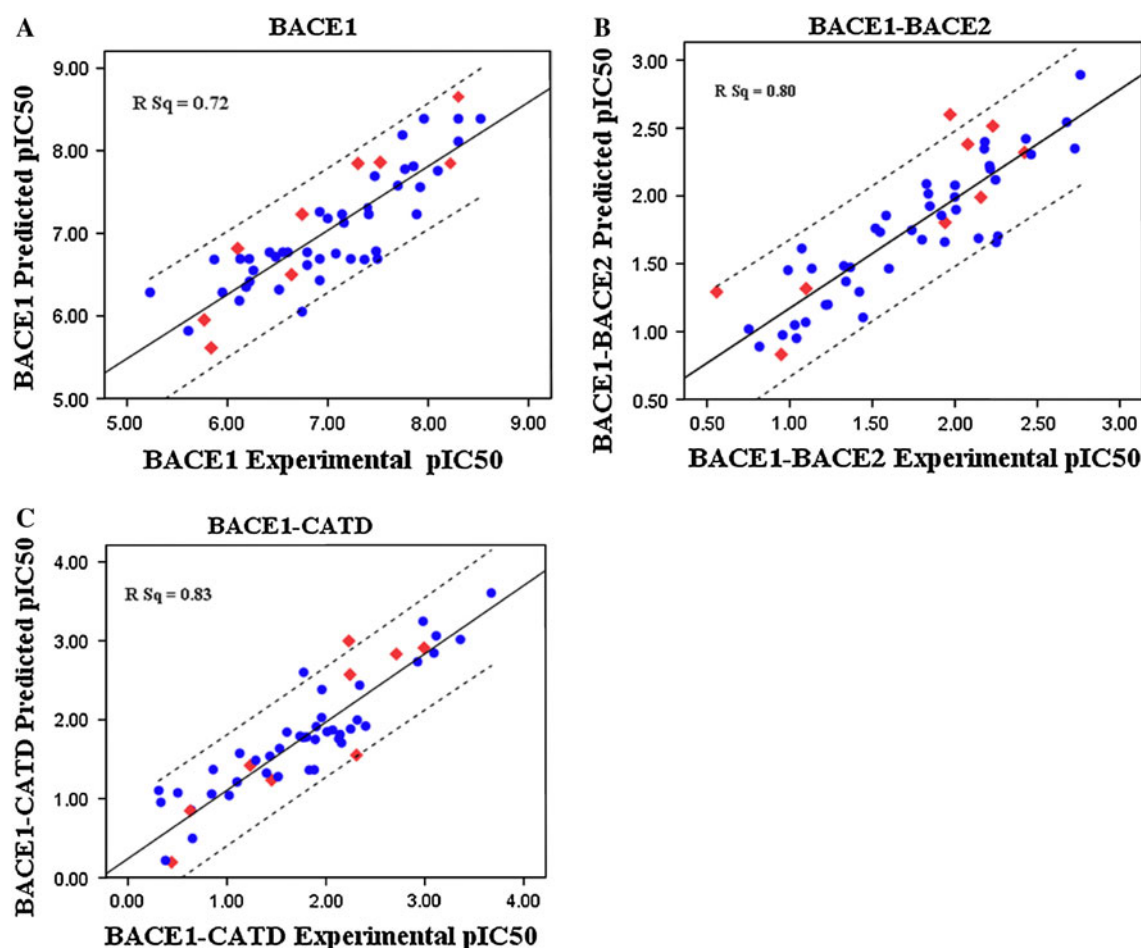 A
BACE1
BACE1 Predicted pIC50
9.00
8.00
7.00
6.00
5.00
R Sq = 0.72
5.00 6.00 7.00 8.00 9.00
BACE1 Experimental pIC50
B
BACE1-BACE2
BACE1-BACE2 Predicted pIC50
3.00
2.50
2.00
1.50
1.00
0.50
R Sq = 0.80
0.50 1.00 1.50 2.00 2.50 3.00
BACE1-BACE2 Experimental pIC50
C
BACE1-CATD
BACE1-CATD Predicted pIC50
4.00
3.00
2.00
1.00
0.00
R Sq = 0.83
0.00 1.00 2.00 3.00 4.00
BACE1-CATD Experimental pIC50